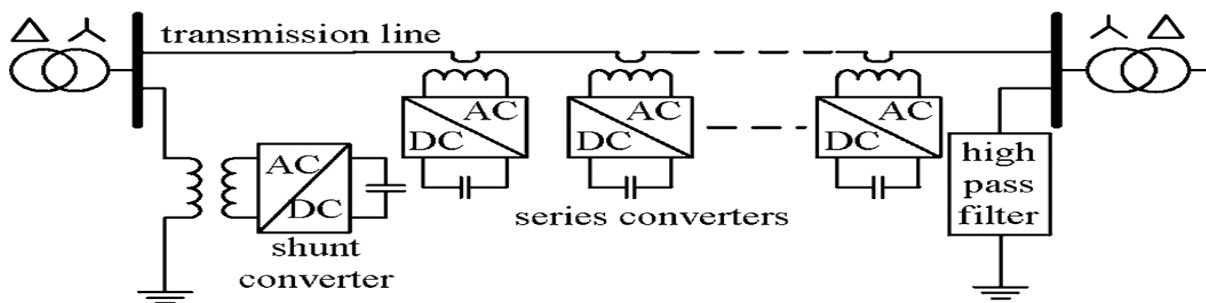 transmission line
AC
DC
AC
DC
AC
DC
AC
DC
shunt
converter
series converters
high
pass
filter